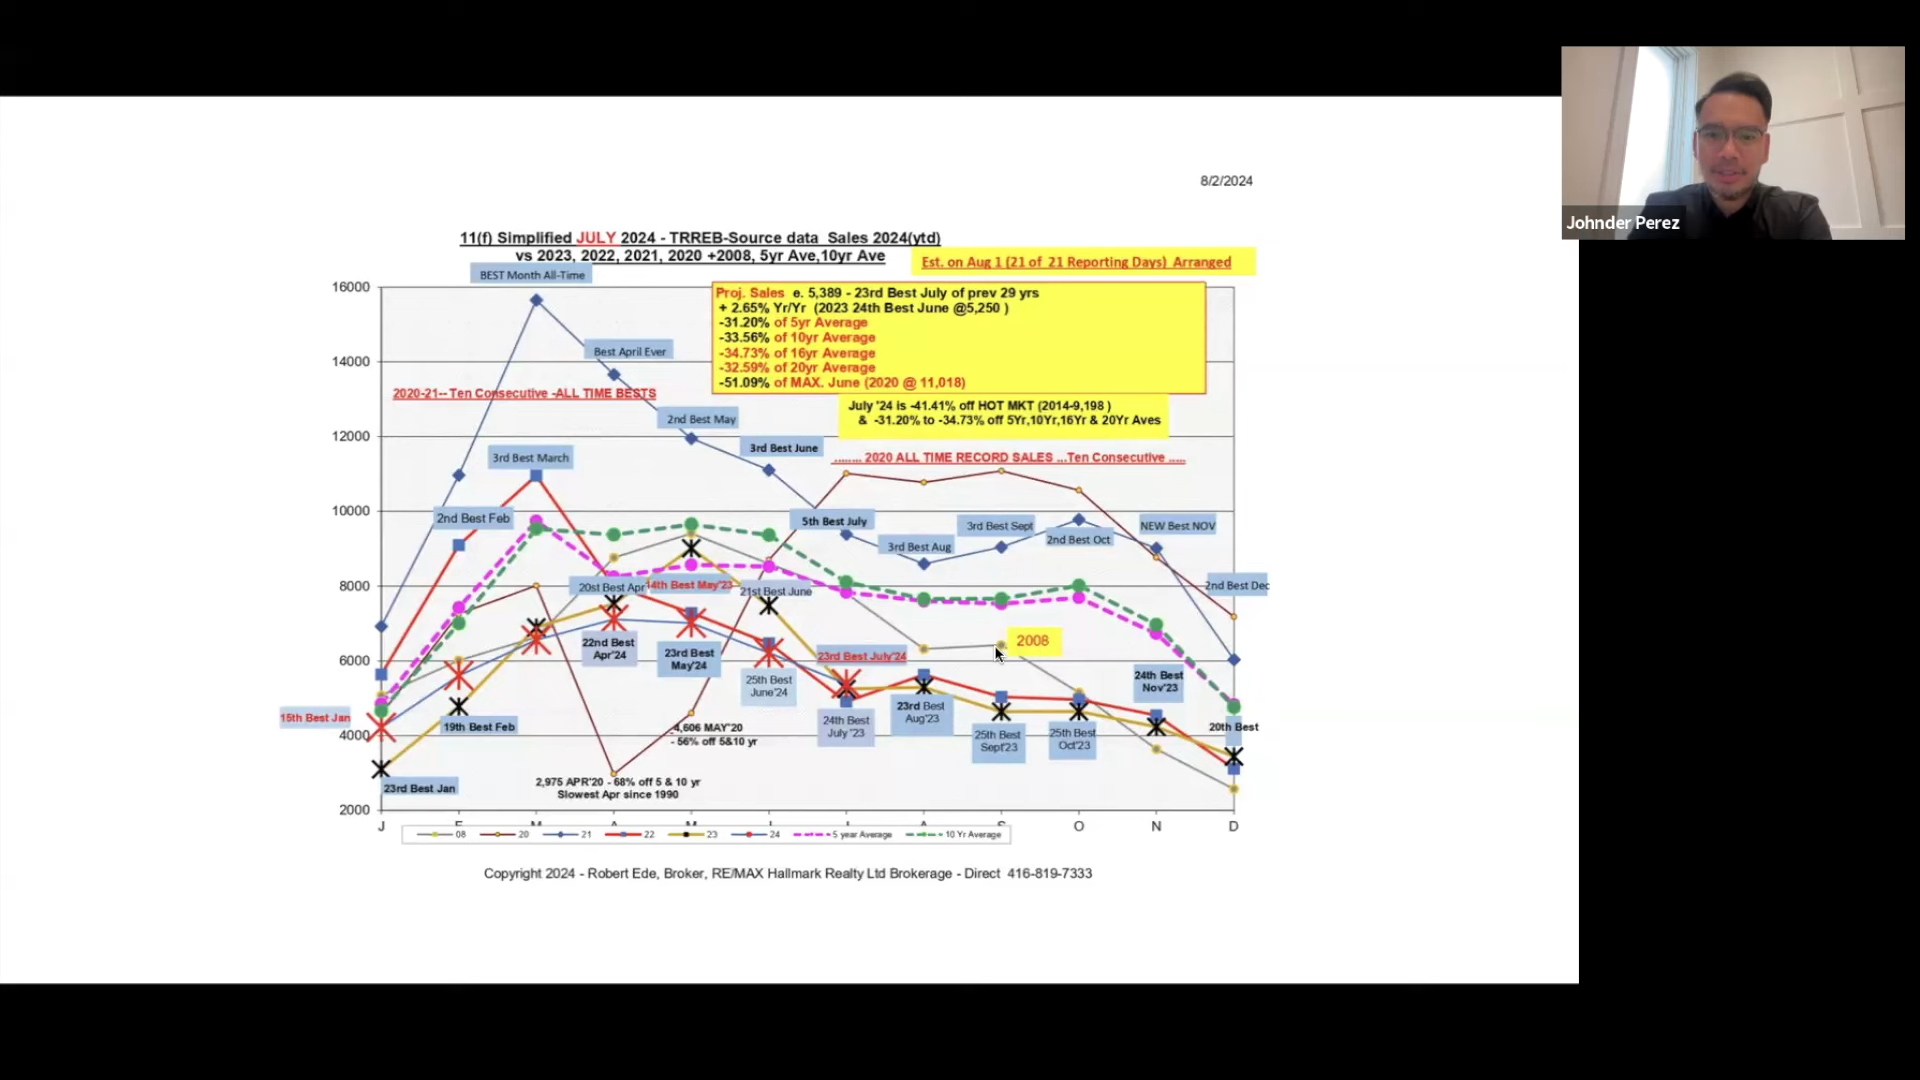 Johnder Perez
8/2/2024
11(f) Simplified JULY 2024 - TRREB-Source data Sales 2024(ytd)
vs 2023, 2022, 2021, 2020 +2008, 5yr Ave,10yr Ave
Est. on Aug 1 (21 of 21 Reporting Days) Arranged
BEST Month All-Time
16000
Proj. Sales e. 5,389 - 23rd Best July of prev 29 yrs
+ 2.65% Yr/Yr (2023 24th Best June @5,250 )
-31.20% of 5yr Average
-33.56% of 10yr Average
-34.73% of 16yr Average
-32.59% of 20yr Average
-51.09% of MAX. June (2020 @ 11,018)
Best April Ever
14000
2020-21-- Ten Consecutive -ALL TIME BESTS
July '24 is -41.41% off HOT MKT (2014-9,198 )
& -31.20% to -34.73% off 5Yr,10Yr,16Yr & 20Yr Aves
2nd Best May
12000
3rd Best June
3rd Best March
........ 2020 ALL TIME RECORD SALES ...Ten Consecutive .....
10000
2nd Best Feb
5th Best July
3rd Best Sept
NEW Best NOV
2nd Best Oct
3rd Best Aug
8000
20st Best Apr
14th Best May'23
21st Best June
2nd Best Dec
2008
22nd Best
Apr'24
23rd Best
May'24
23rd Best July'24
6000
25th Best
June'24
24th Best
Nov'23
15th Best Jan
19th Best Feb
24th Best
July '23
23rd Best
Aug'23
25th Best
Sept'23
25th Best
Oct'23
20th Best
4000
4,606 MAY'20
- 56% off 5&10 yr
23rd Best Jan
2,975 APR'20 - 68% off 5 & 10 yr
Slowest Apr since 1990
2000
J F M A M J J A S O N D
08 20 21 22 23 24 5 year Average 10 Yr Average
Copyright 2024 - Robert Ede, Broker, RE/MAX Hallmark Realty Ltd Brokerage - Direct 416-819-7333